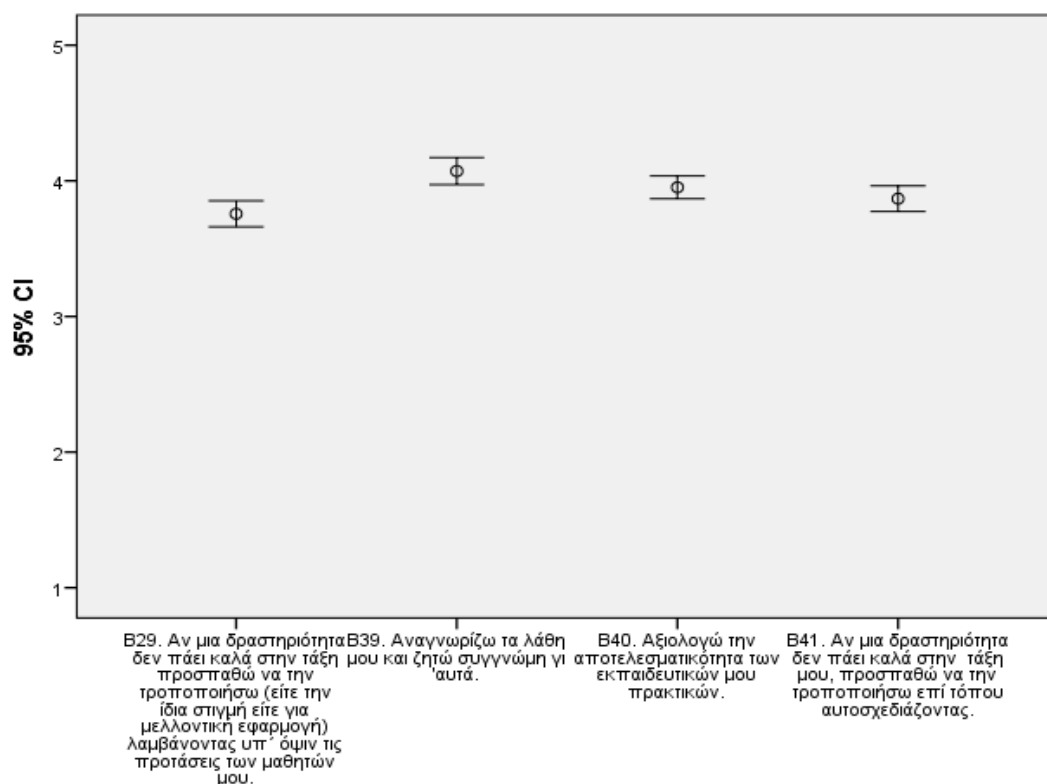 5
4
3
2
1
95% CI
B29. Αν μια δραστηριότητα
δεν πάει καλά στην τάξη
προσπαθώ να την
τροποποιήσω (είτε την
ίδια στιγμή είτε για
μελλοντική εφαρμογή)
λαμβάνοντας υπ΄ όψιν τις
προτάσεις των μαθητών
μου.
B39. Αναγνωρίζω τα λάθη
μου και ζητώ συγγνώμη γι
'αυτά.
B40. Αξιολογώ την
αποτελεσματικότητα των
εκπαιδευτικών μου
πρακτικών.
B41. Αν μια δραστηριότητα
δεν πάει καλά στην τάξη
μου, προσπαθώ να την
τροποποιήσω επί τόπου
αυτοσχεδιάζοντας.